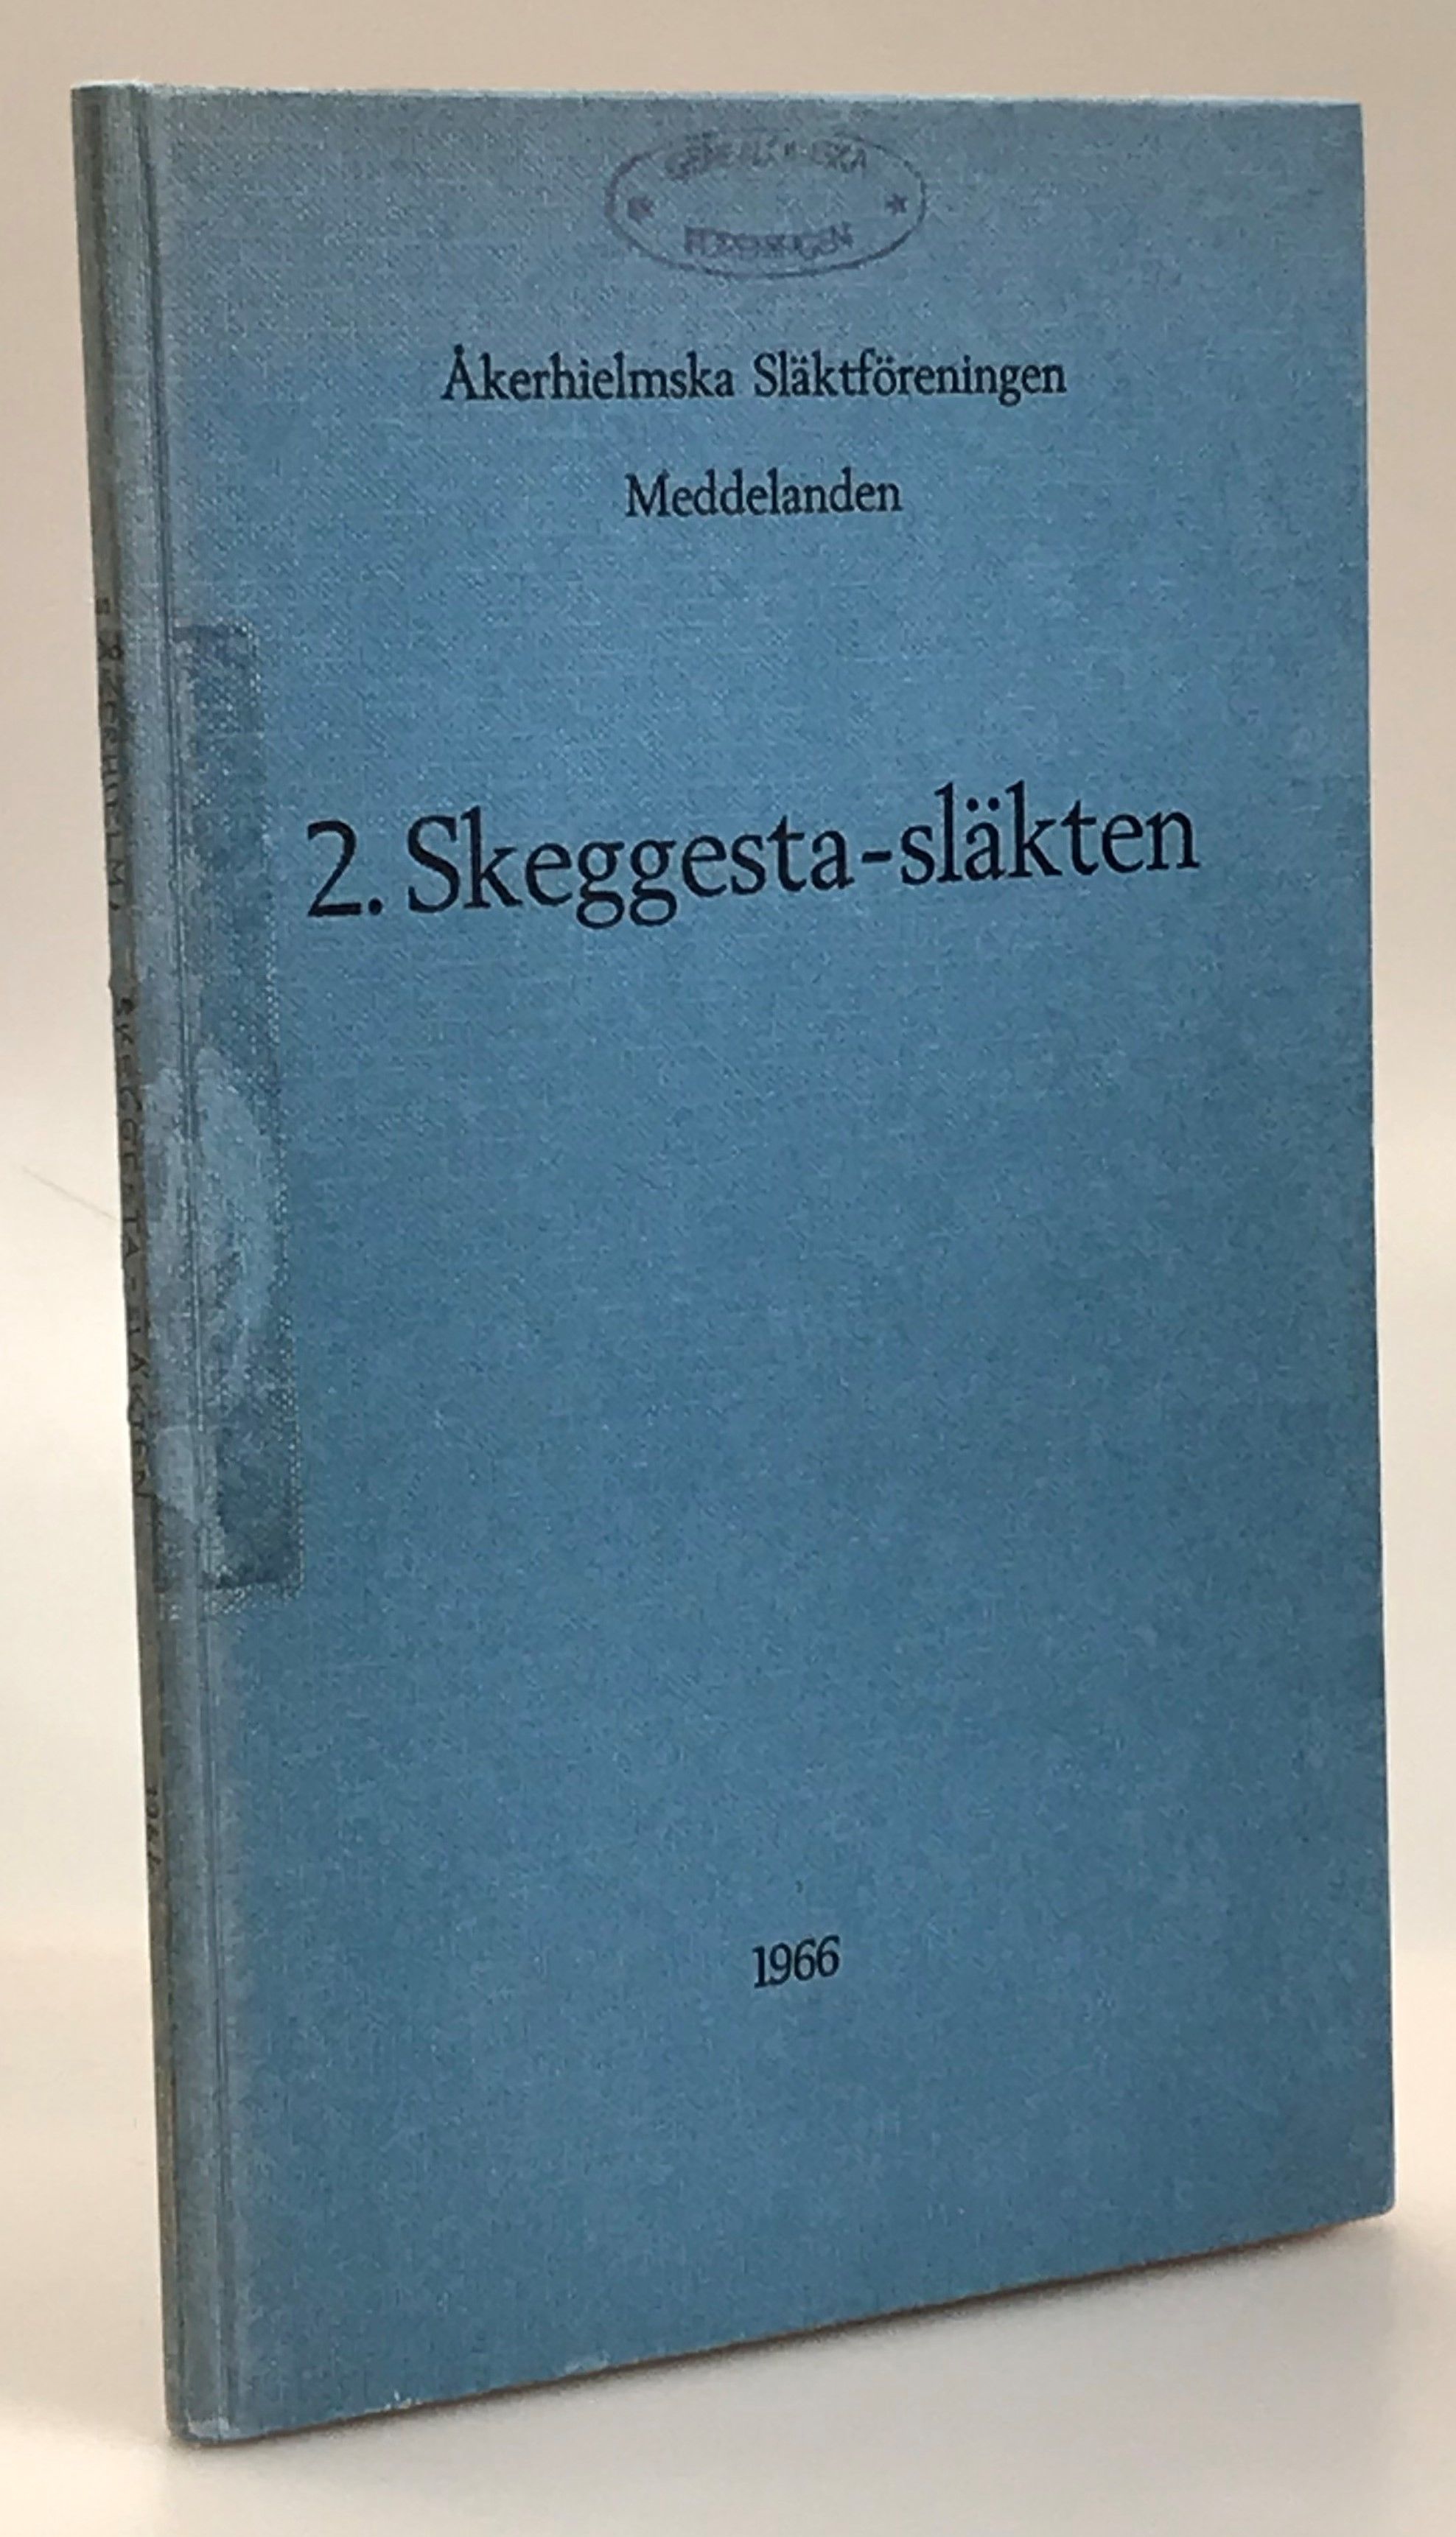 Åkerhielmska Släktföreningen
Meddelanden
2. Skeggesta-släkten
1966